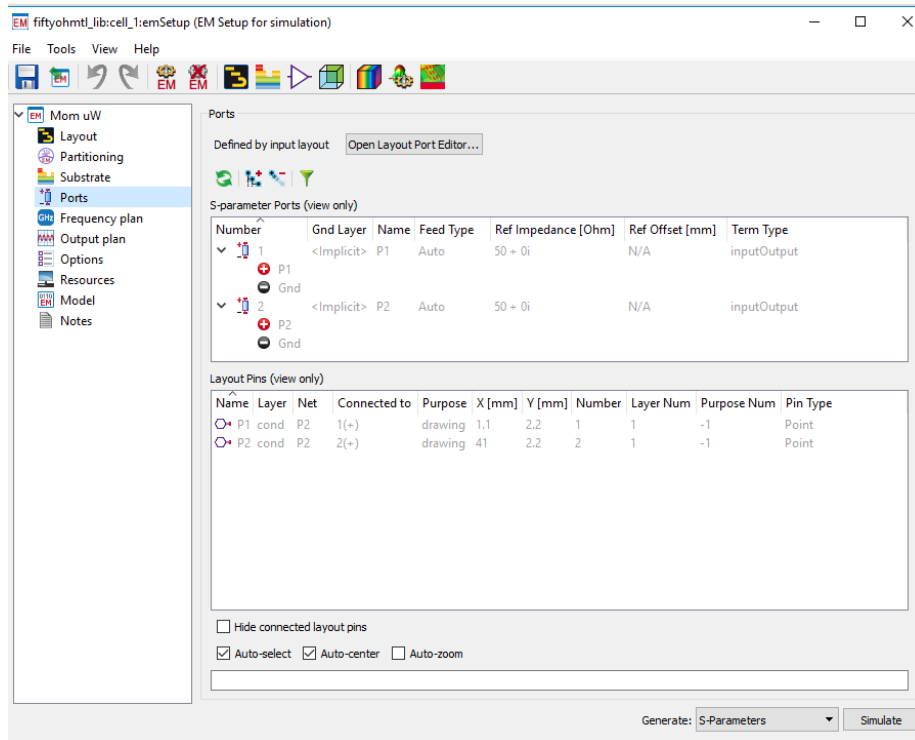 EM fiftyohmtl_lib:cell_1:emSetup (EM Setup for simulation)
File Tools View Help
EM EM EM
EM Mom uW
Layout
Partitioning
Substrate
Ports
GHz Frequency plan
Output plan
Options
Resources
EM Model
Notes
Ports
Defined by input layout Open Layout Port Editor...
S-parameter Ports (view only)
Number Gnd Layer Name Feed Type Ref Impedance [Ohm] Ref Offset [mm] Term Type
1 <Implicit> P1 Auto 50 + 0i N/A inputOutput
P1
Gnd
2 <Implicit> P2 Auto 50 + 0i N/A inputOutput
P2
Gnd
Layout Pins (view only)
Name Layer Net Connected to Purpose X [mm] Y [mm] Number Layer Num Purpose Num Pin Type
P1 cond P2 1(+) drawing 1.1 2.2 1 1 -1 Point
P2 cond P2 2(+) drawing 41 2.2 2 1 -1 Point
Hide connected layout pins
Auto-select Auto-center Auto-zoom
Generate: S-Parameters Simulate